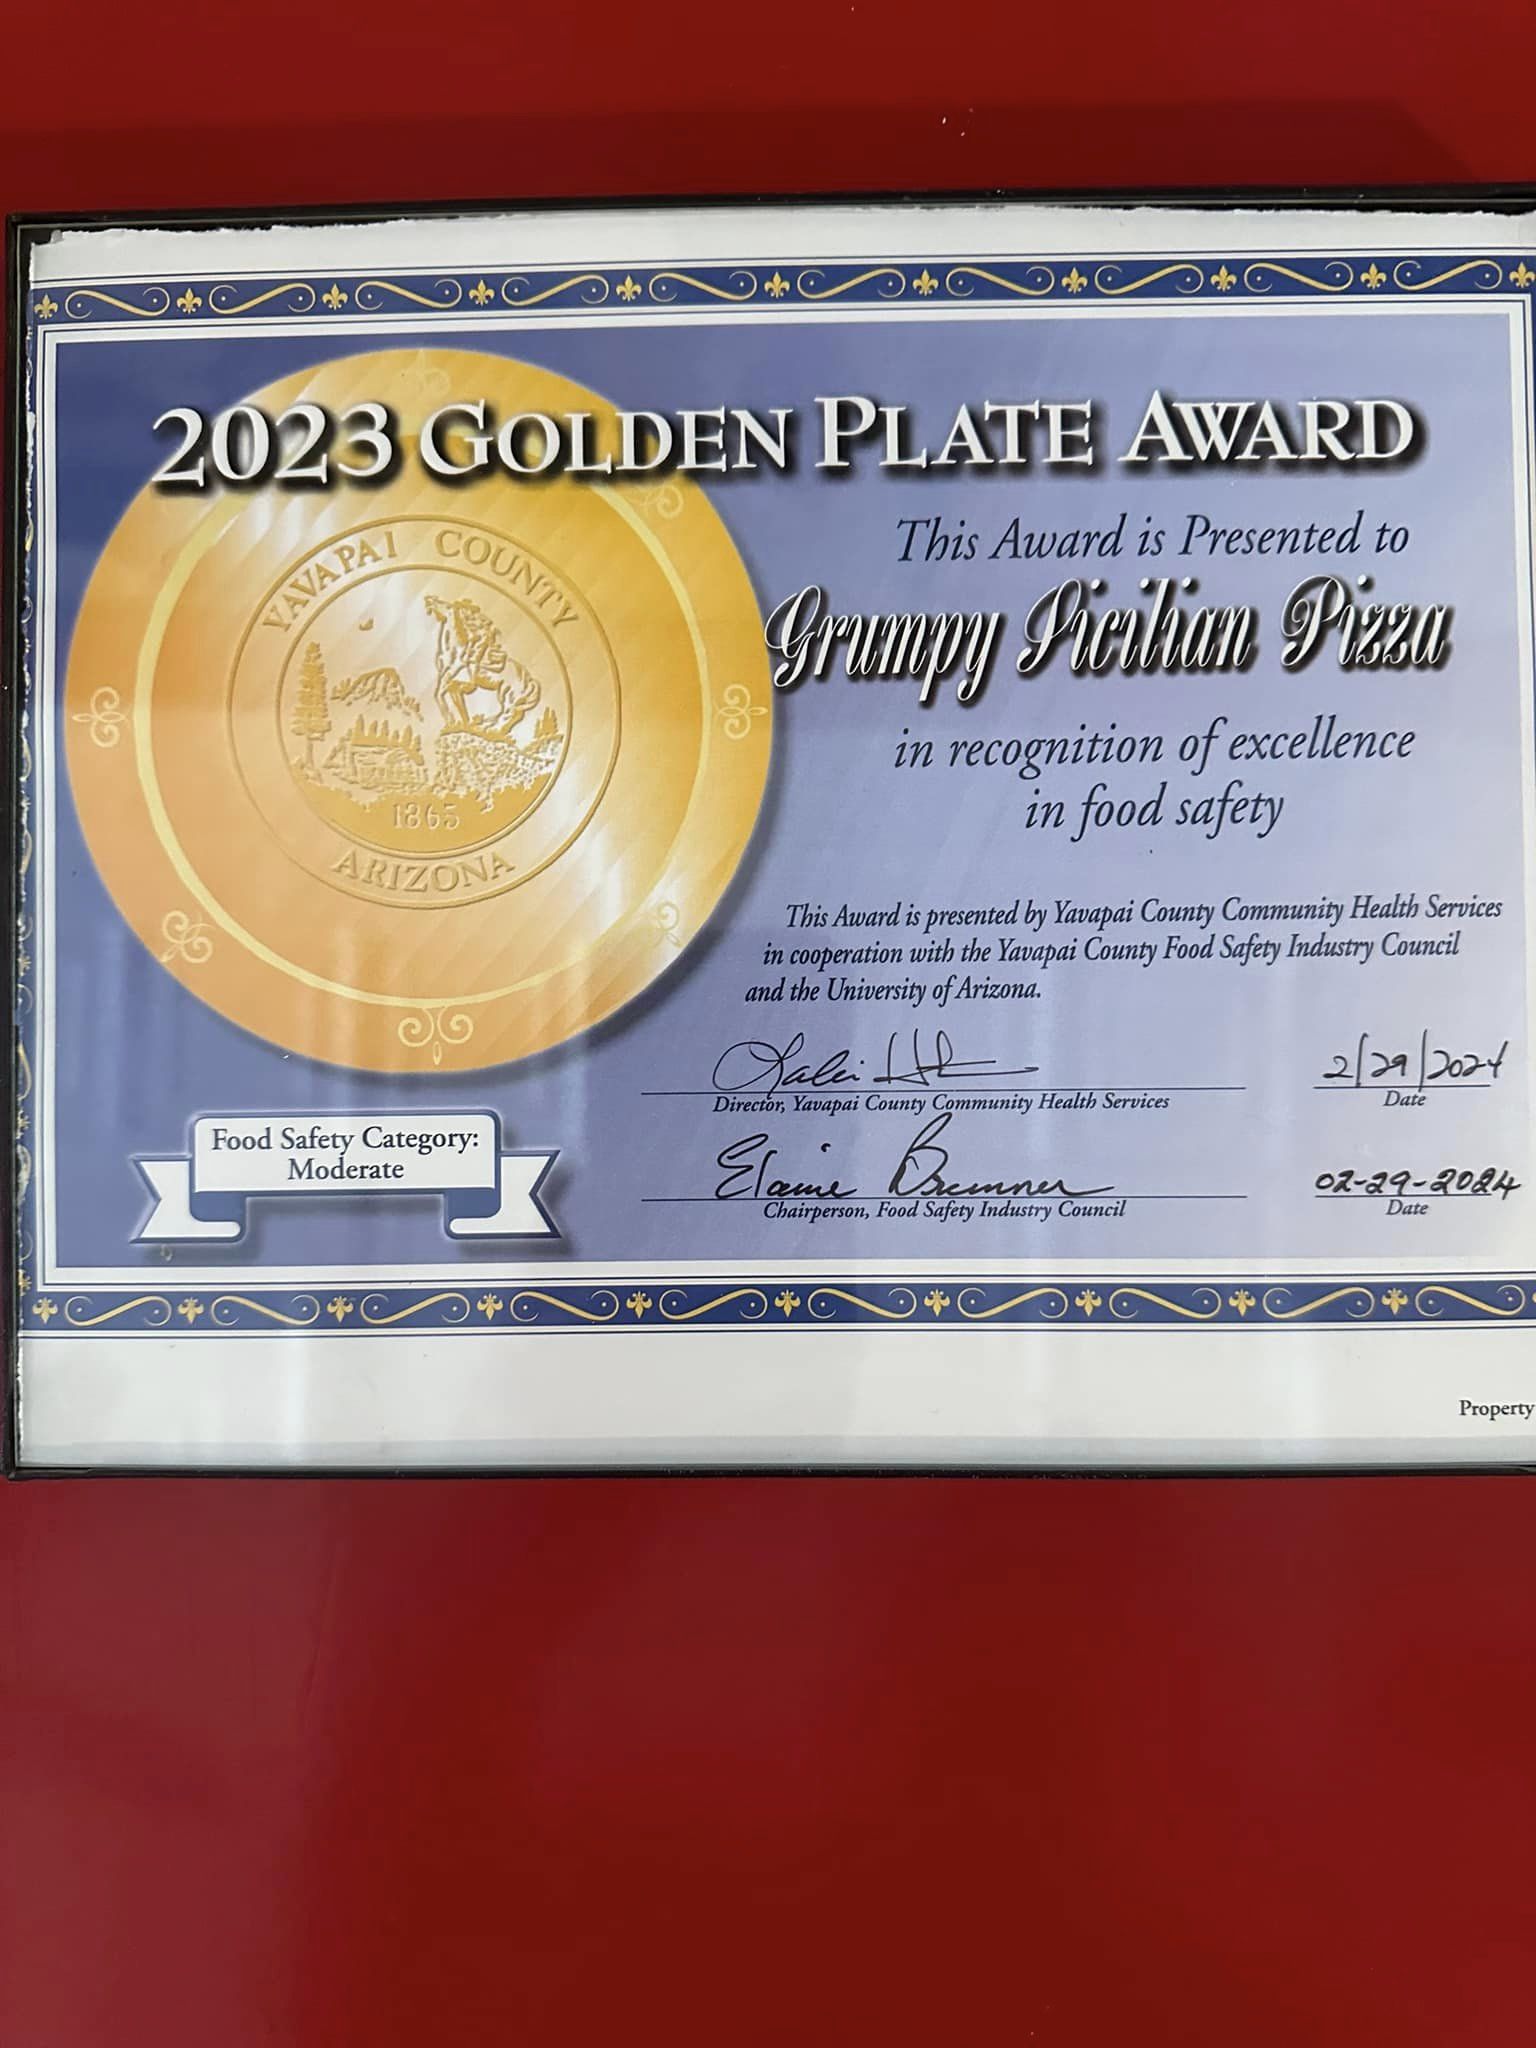 2023 GOLDEN PLATE AWARD
This Award is Presented to
Grumpy Sicilian Pizza
in recognition of excellence
in food safety
YAVAPAI COUNTY
1865
ARIZONA
This Award is presented by Yavapai County Community Health Services
in cooperation with the Yavapai County Food Safety Industry Council
and the University of Arizona.
2/29/2024
Director, Yavapai County Community Health Services
Date
Elaine Bremner
02-29-2024
Chairperson, Food Safety Industry Council
Date
Food Safety Category:
Moderate
Property